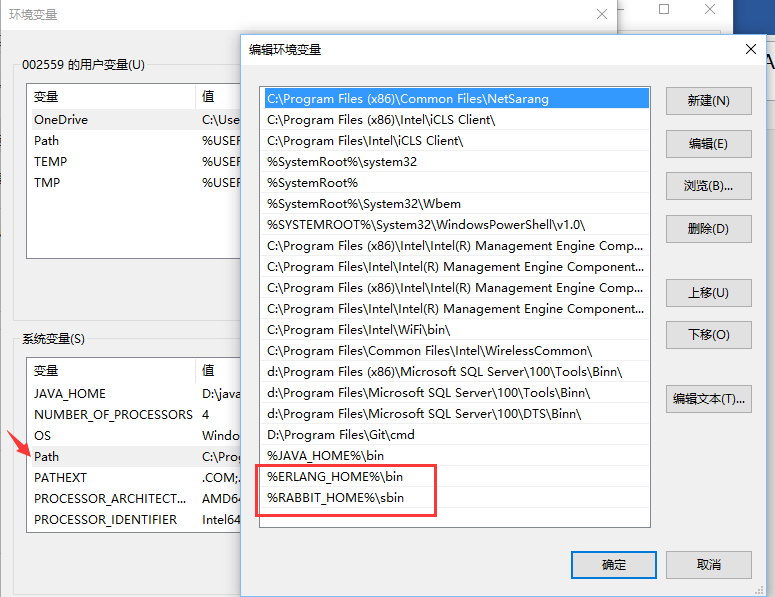 环境变量
002559 的用户变量(U)
变量 值
OneDrive C:\Use
Path %USER
TEMP %USER
TMP %USER
系统变量(S)
变量 值
JAVA_HOME D:\java
NUMBER_OF_PROCESSORS 4
OS Windo
Path C:\Prog
PATHEXT .COM;.
PROCESSOR_ARCHITECT... AMD64
PROCESSOR_IDENTIFIER Intel64
编辑环境变量
C:\Program Files (x86)\Common Files\NetSarang
C:\Program Files (x86)\Intel\iCLS Client\
C:\Program Files\Intel\iCLS Client\
%SystemRoot%\system32
%SystemRoot%
%SystemRoot%\System32\Wbem
%SYSTEMROOT%\System32\WindowsPowerShell\v1.0\
C:\Program Files (x86)\Intel\Intel(R) Management Engine Comp...
C:\Program Files\Intel\Intel(R) Management Engine Component...
C:\Program Files (x86)\Intel\Intel(R) Management Engine Comp...
C:\Program Files\Intel\Intel(R) Management Engine Component...
C:\Program Files\Intel\WiFi\bin\
C:\Program Files\Common Files\Intel\WirelessCommon\
d:\Program Files (x86)\Microsoft SQL Server\100\Tools\Binn\
d:\Program Files\Microsoft SQL Server\100\Tools\Binn\
d:\Program Files\Microsoft SQL Server\100\DTS\Binn\
D:\Program Files\Git\cmd
%JAVA_HOME%\bin
%ERLANG_HOME%\bin
%RABBIT_HOME%\sbin
新建(N)
编辑(E)
浏览(B)...
删除(D)
上移(U)
下移(O)
编辑文本(T)...
确定
取消